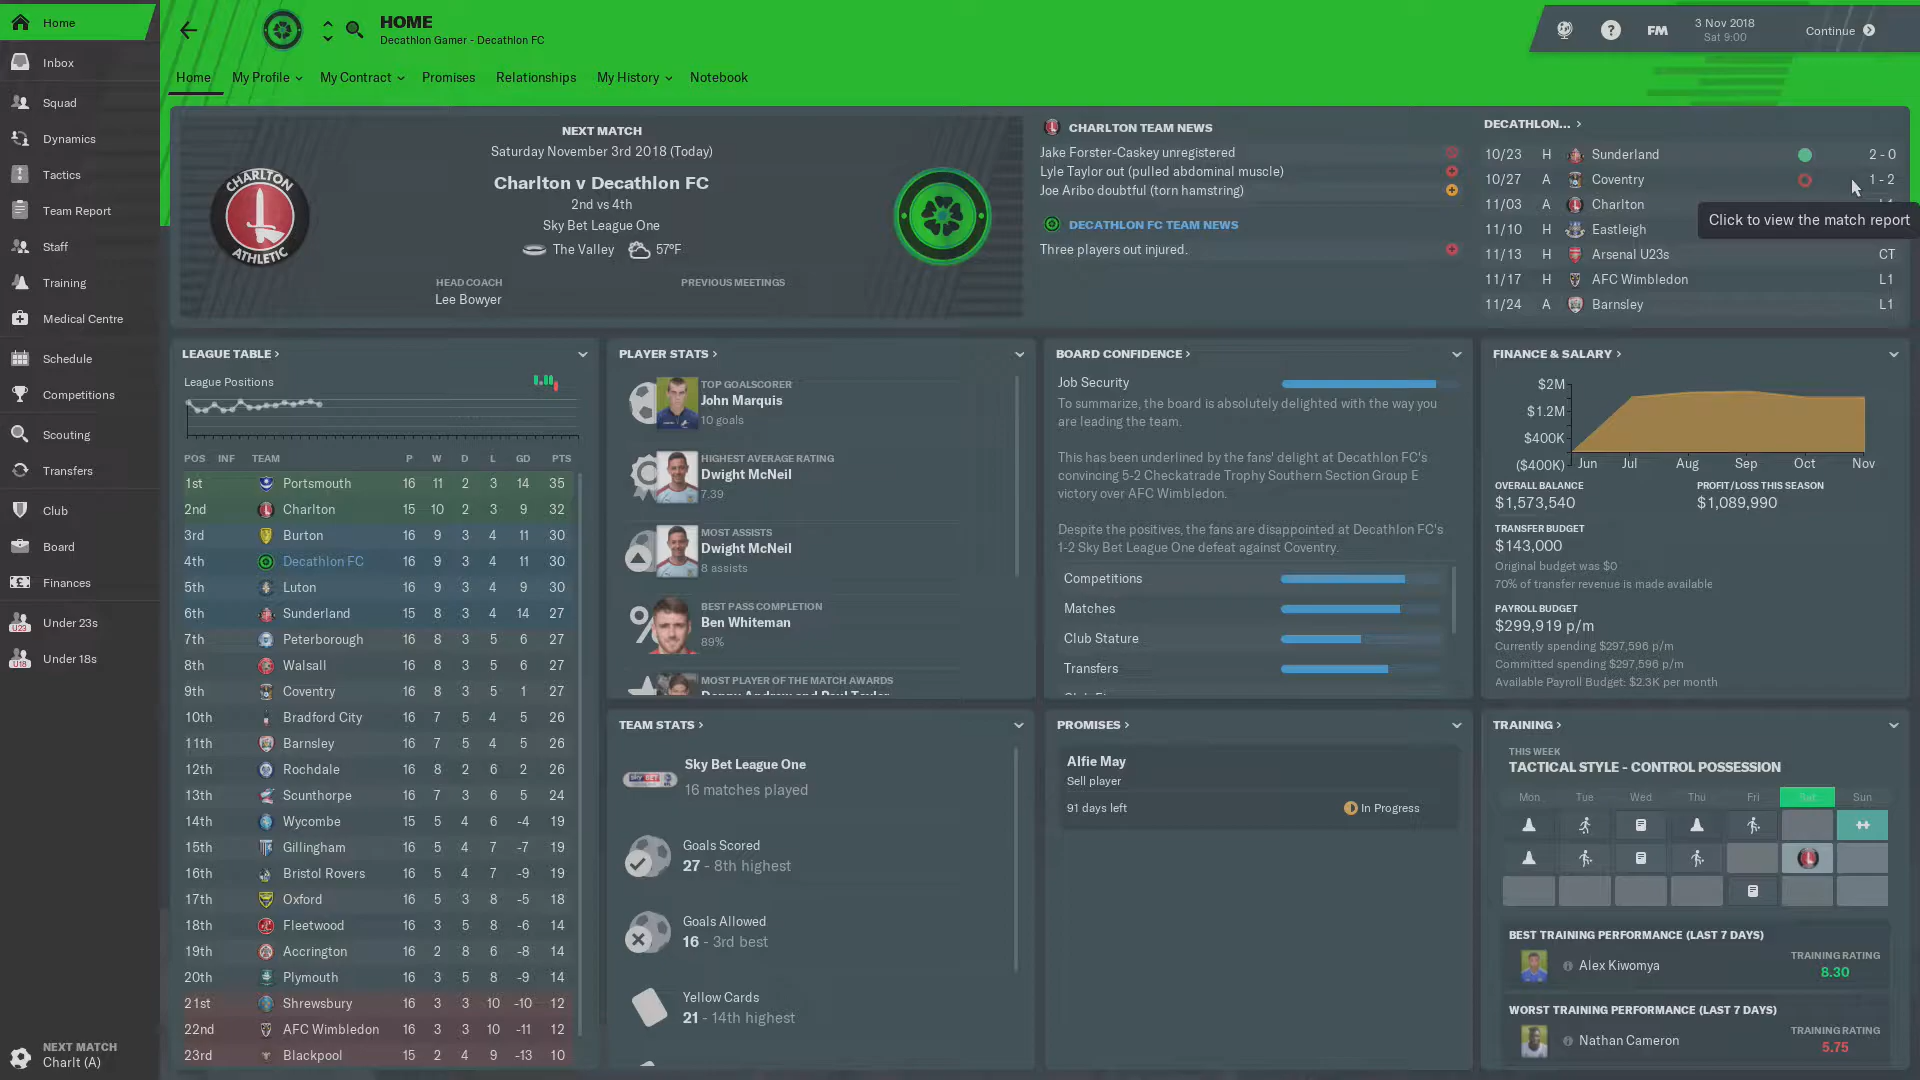 Home
Inbox
Squad
Dynamics
Tactics
Team Report
Staff
Training
Medical Centre
Schedule
Competitions
Scouting
Transfers
Club
Board
Finances
U23 Under 23s
U18 Under 18s
NEXT MATCH
Charlt (A)
HOME
Decathlon Gamer - Decathlon FC
Home My Profile My Contract Promises Relationships My History Notebook
FM
3 Nov 2018
Sat 9:00
Continue
NEXT MATCH
Saturday November 3rd 2018 (Today)
Charlton v Decathlon FC
2nd vs 4th
Sky Bet League One
The Valley 57°F
HEAD COACH
Lee Bowyer
PREVIOUS MEETINGS
CHARLTON ATHLETIC
CHARLTON TEAM NEWS
Jake Forster-Caskey unregistered
Lyle Taylor out (pulled abdominal muscle)
Joe Aribo doubtful (torn hamstring)
DECATHLON FC TEAM NEWS
Three players out injured.
DECATHLON... >
10/23 H Sunderland 2 - 0
10/27 A Coventry 1 - 2
11/03 A Charlton
11/10 H Eastleigh
11/13 H Arsenal U23s CT
11/17 H AFC Wimbledon L1
11/24 A Barnsley L1
Click to view the match report
LEAGUE TABLE >
League Positions
POS INF TEAM P W D L GD PTS
1st Portsmouth 16 11 2 3 14 35
2nd Charlton 15 10 2 3 9 32
3rd Burton 16 9 3 4 11 30
4th Decathlon FC 16 9 3 4 11 30
5th Luton 16 9 3 4 9 30
6th Sunderland 15 8 3 4 14 27
7th Peterborough 16 8 3 5 6 27
8th Walsall 16 8 3 5 6 27
9th Coventry 16 8 3 5 1 27
10th Bradford City 16 7 5 4 5 26
11th Barnsley 16 7 5 4 5 26
12th Rochdale 16 8 2 6 2 26
13th Scunthorpe 16 7 3 6 5 24
14th Wycombe 15 5 4 6 -4 19
15th Gillingham 16 5 4 7 -7 19
16th Bristol Rovers 16 5 4 7 -9 19
17th Oxford 16 5 3 8 -5 18
18th Fleetwood 16 3 5 8 -6 14
19th Accrington 16 2 8 6 -8 14
20th Plymouth 16 3 5 8 -9 14
21st Shrewsbury 16 3 3 10 -10 12
22nd AFC Wimbledon 16 3 3 10 -11 12
23rd Blackpool 15 2 4 9 -13 10
PLAYER STATS >
TOP GOALSCORER
John Marquis
10 goals
HIGHEST AVERAGE RATING
Dwight McNeil
7.39
MOST ASSISTS
Dwight McNeil
8 assists
BEST PASS COMPLETION
Ben Whiteman
89%
MOST PLAYER OF THE MATCH AWARDS
Danny Andrew and Paul Taylor
TEAM STATS >
Sky Bet League One
16 matches played
Goals Scored
27 - 8th highest
Goals Allowed
16 - 3rd best
Yellow Cards
21 - 14th highest
BOARD CONFIDENCE >
Job Security
To summarize, the board is absolutely delighted with the way you
are leading the team.
This has been underlined by the fans' delight at Decathlon FC's
convincing 5-2 Checkatrade Trophy Southern Section Group E
victory over AFC Wimbledon.
Despite the positives, the fans are disappointed at Decathlon FC's
1-2 Sky Bet League One defeat against Coventry.
Competitions
Matches
Club Stature
Transfers
PROMISES >
Alfie May
Sell player
91 days left In Progress
FINANCE & SALARY >
$2M
$1.2M
$400K
($400K)
Jun Jul Aug Sep Oct Nov
OVERALL BALANCE
$1,573,540
PROFIT/LOSS THIS SEASON
$1,089,990
TRANSFER BUDGET
$143,000
Original budget was $0
70% of transfer revenue is made available
PAYROLL BUDGET
$299,919 p/m
Currently spending $297,596 p/m
Committed spending $297,596 p/m
Available Payroll Budget: $2.3K per month
TRAINING >
THIS WEEK
TACTICAL STYLE - CONTROL POSSESSION
Mon Tue Wed Thu Fri Sat Sun
BEST TRAINING PERFORMANCE (LAST 7 DAYS)
Alex Kiwomya
TRAINING RATING
8.30
WORST TRAINING PERFORMANCE (LAST 7 DAYS)
Nathan Cameron
TRAINING RATING
5.75